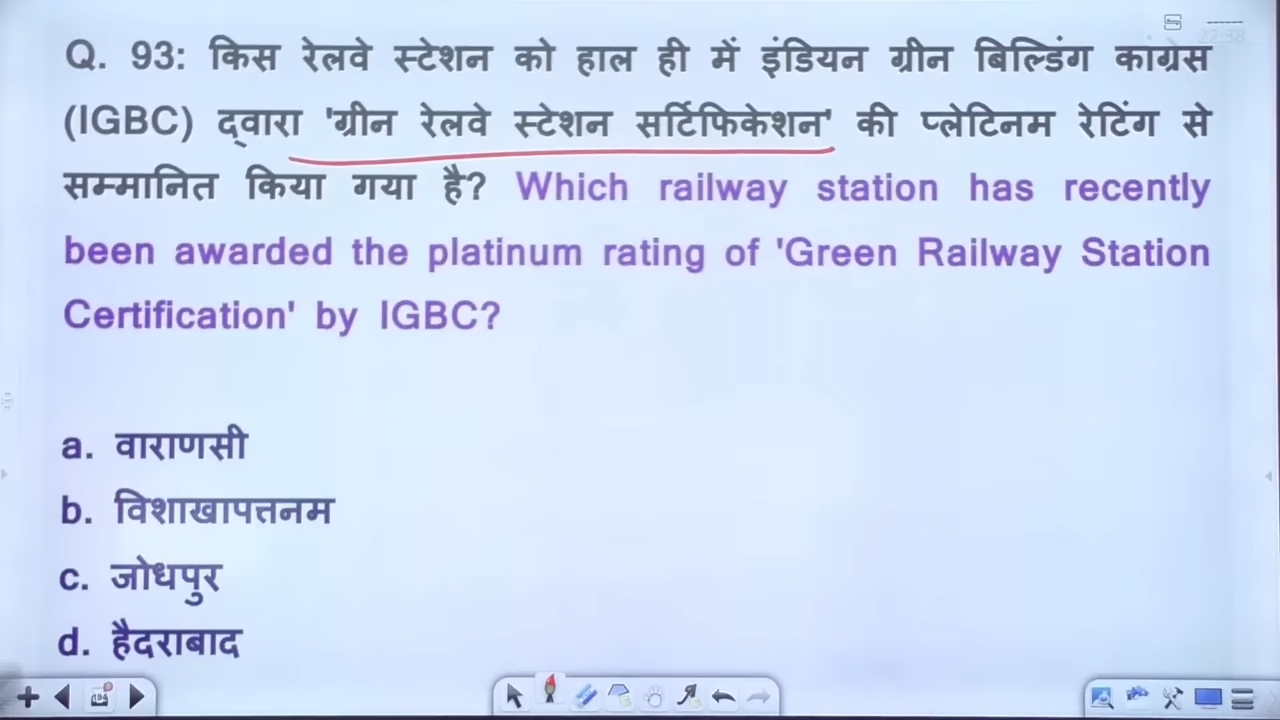 Q. 93: किस रेलवे स्टेशन को हाल ही में इंडियन ग्रीन बिल्डिंग काग्रेस
(IGBC) द्वारा 'ग्रीन रेलवे स्टेशन सर्टिफिकेशन' की प्लेटिनम रेटिंग से
सम्मानित किया गया है? Which railway station has recently
been awarded the platinum rating of 'Green Railway Station
Certification' by IGBC?
a. वाराणसी
b. विशाखापत्तनम
c. जोधपुर
d. हैदराबाद